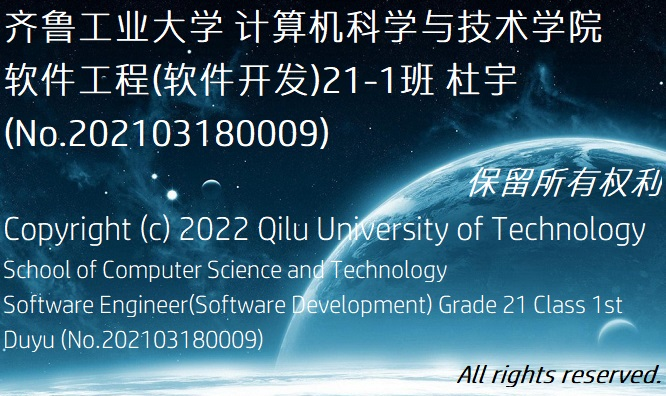 齐鲁工业大学 计算机科学与技术学院
软件工程(软件开发)21-1班 杜宇
(No.202103180009)
保留所有权利
Copyright (c) 2022 Qilu University of Technology
School of Computer Science and Technology
Software Engineer(Software Development) Grade 21 Class 1st
Duyu (No.202103180009)
All rights reserved.